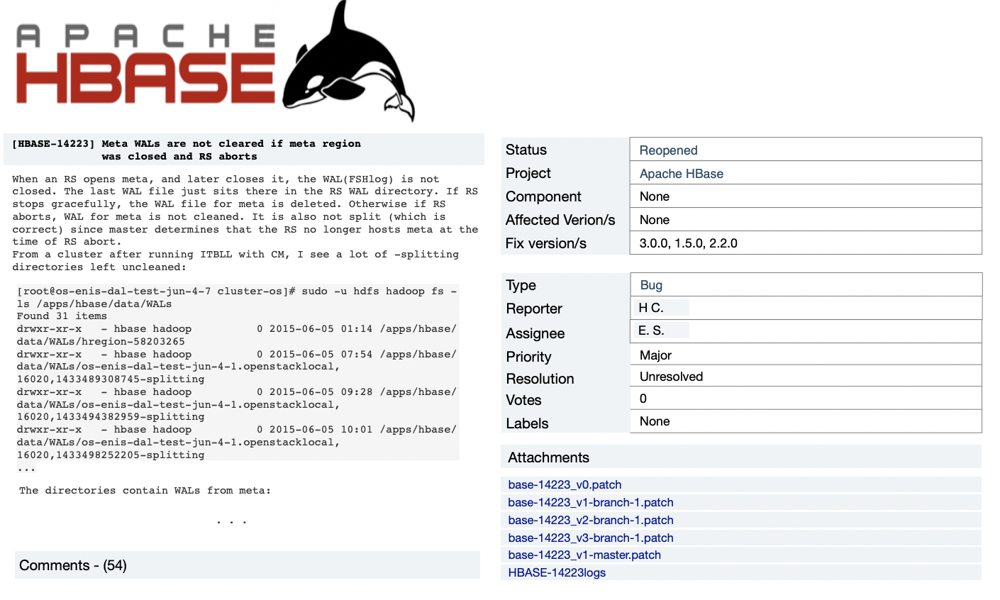 APACHE
HBASE
[HBASE-14223] Meta WALs are not cleared if meta region
was closed and RS aborts
When an RS opens meta, and later closes it, the WAL(FSHlog) is not
closed. The last WAL file just sits there in the RS WAL directory. If RS
stops gracefully, the WAL file for meta is deleted. Otherwise if RS
aborts, WAL for meta is not cleaned. It is also not split (which is
correct) since master determines that the RS no longer hosts meta at the
time of RS abort.
From a cluster after running ITBLL with CM, I see a lot of -splitting
directories left uncleaned:
[root@os-enis-dal-test-jun-4-7 cluster-os]# sudo -u hdfs hadoop fs -
ls /apps/hbase/data/WALs
Found 31 items
drwxr-xr-x   - hbase hadoop          0 2015-06-05 01:14 /apps/hbase/
data/WALs/hregion-58203265
drwxr-xr-x   - hbase hadoop          0 2015-06-05 07:54 /apps/hbase/
data/WALs/os-enis-dal-test-jun-4-1.openstacklocal,
16020,1433489308745-splitting
drwxr-xr-x   - hbase hadoop          0 2015-06-05 09:28 /apps/hbase/
data/WALs/os-enis-dal-test-jun-4-1.openstacklocal,
16020,1433494382959-splitting
drwxr-xr-x   - hbase hadoop          0 2015-06-05 10:01 /apps/hbase/
data/WALs/os-enis-dal-test-jun-4-1.openstacklocal,
16020,1433498252205-splitting
...
The directories contain WALs from meta:
. . .
Comments - (54)
Status Reopened
Project Apache HBase
Component None
Affected Verion/s None
Fix version/s 3.0.0, 1.5.0, 2.2.0
Type Bug
Reporter H C.
Assignee E. S.
Priority Major
Resolution Unresolved
Votes 0
Labels None
Attachments
base-14223_v0.patch
base-14223_v1-branch-1.patch
base-14223_v2-branch-1.patch
base-14223_v3-branch-1.patch
base-14223_v1-master.patch
HBASE-14223logs